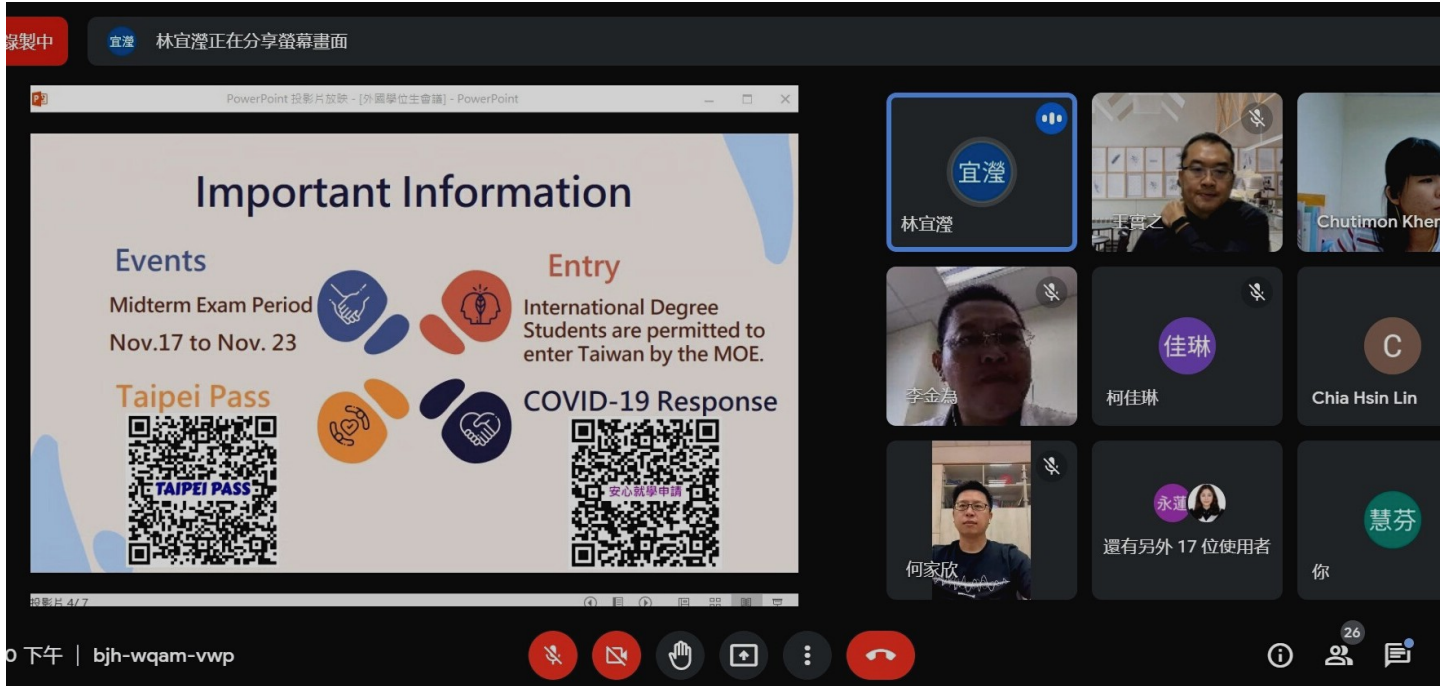 錄製中
宜瀅
林宜瀅正在分享螢幕畫面
PowerPoint 投影片放映 - [外國學位生會議] - PowerPoint
Important Information
Events
Midterm Exam Period
Nov.17 to Nov. 23
Entry
International Degree
Students are permitted to
enter Taiwan by the MOE.
Taipei Pass
TAIPEI PASS
COVID-19 Response
安心就學申請
投影片 4/7
宜瀅
林宜瀅
王實之
Chutimon Kher
李金為
佳琳
柯佳琳
C
Chia Hsin Lin
何家欣
永蓮
還有另外 17 位使用者
慧芬
你
0 下午 | bjh-wqam-vwp
26